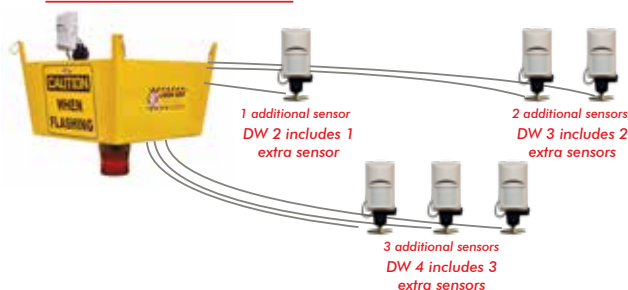 CAUTION
WHEN
FLASHING
1 additional sensor
DW 2 includes 1
extra sensor
2 additional sensors
DW 3 includes 2
extra sensors
3 additional sensors
DW 4 includes 3
extra sensors